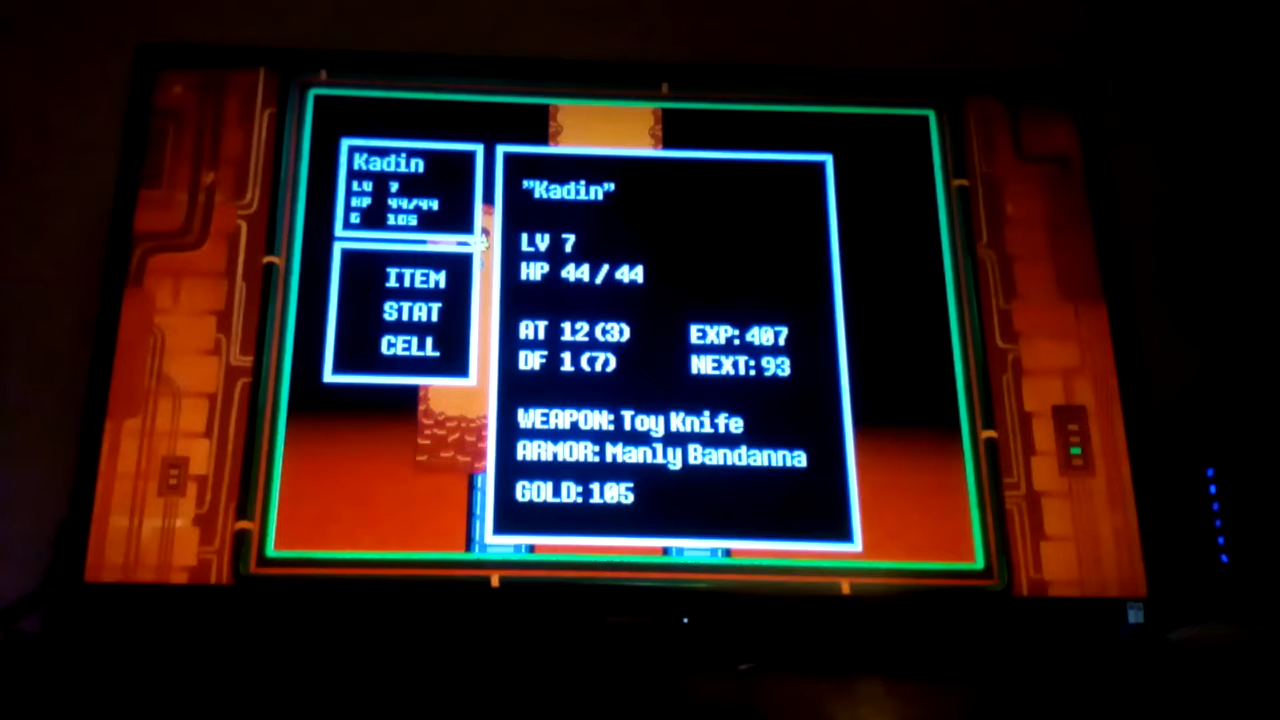 Kadin
LV 7
HP 44/44
G 105
ITEM
STAT
CELL
"Kadin"
LV 7
HP 44/44
AT 12(3) EXP: 407
DF 1(7) NEXT: 93
WEAPON: Toy Knife
ARMOR: Manly Bandanna
GOLD: 105